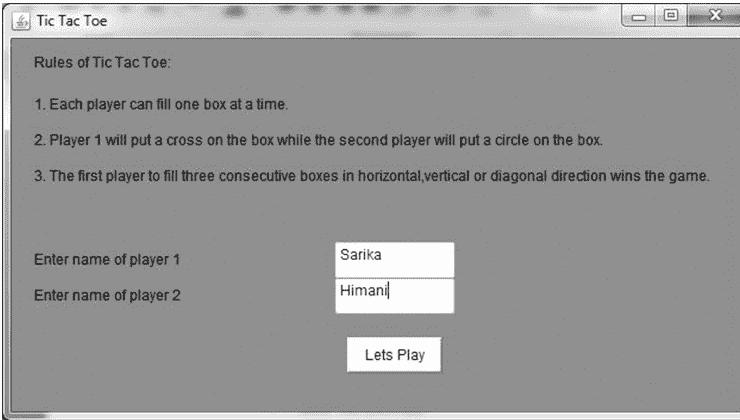 Tic Tac Toe
Rules of Tic Tac Toe:
1. Each player can fill one box at a time.
2. Player 1 will put a cross on the box while the second player will put a circle on the box.
3. The first player to fill three consecutive boxes in horizontal,vertical or diagonal direction wins the game.
Enter name of player 1 Sarika
Enter name of player 2 Himani
Lets Play